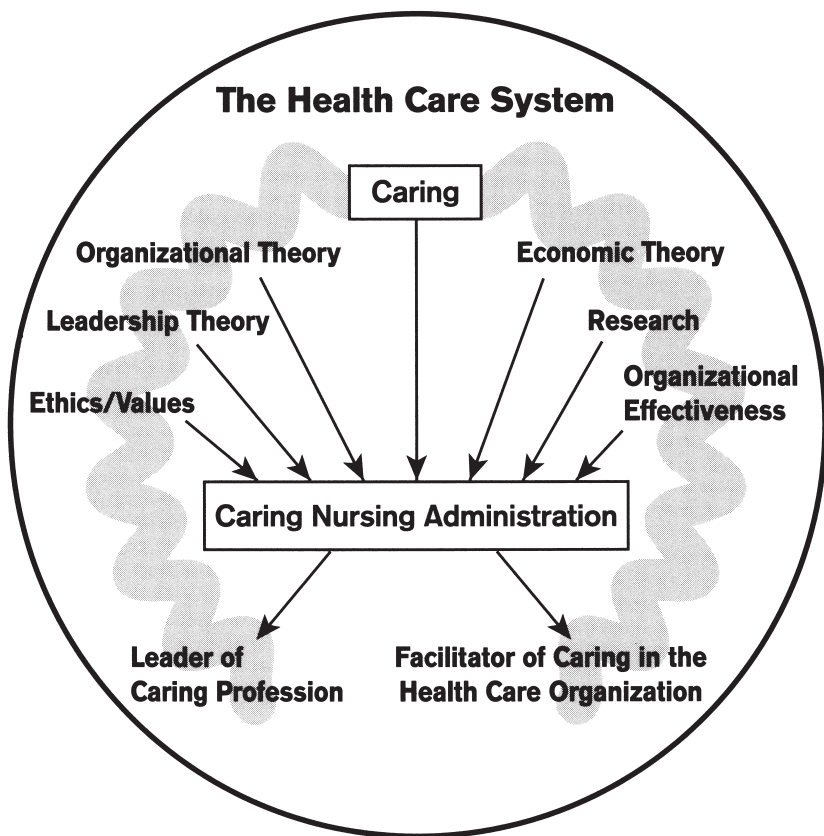 The Health Care System
Caring
Organizational Theory
Economic Theory
Leadership Theory
Research
Ethics/Values
Organizational
Effectiveness
Caring Nursing Administration
Leader of
Caring Profession
Facilitator of Caring in the
Health Care Organization